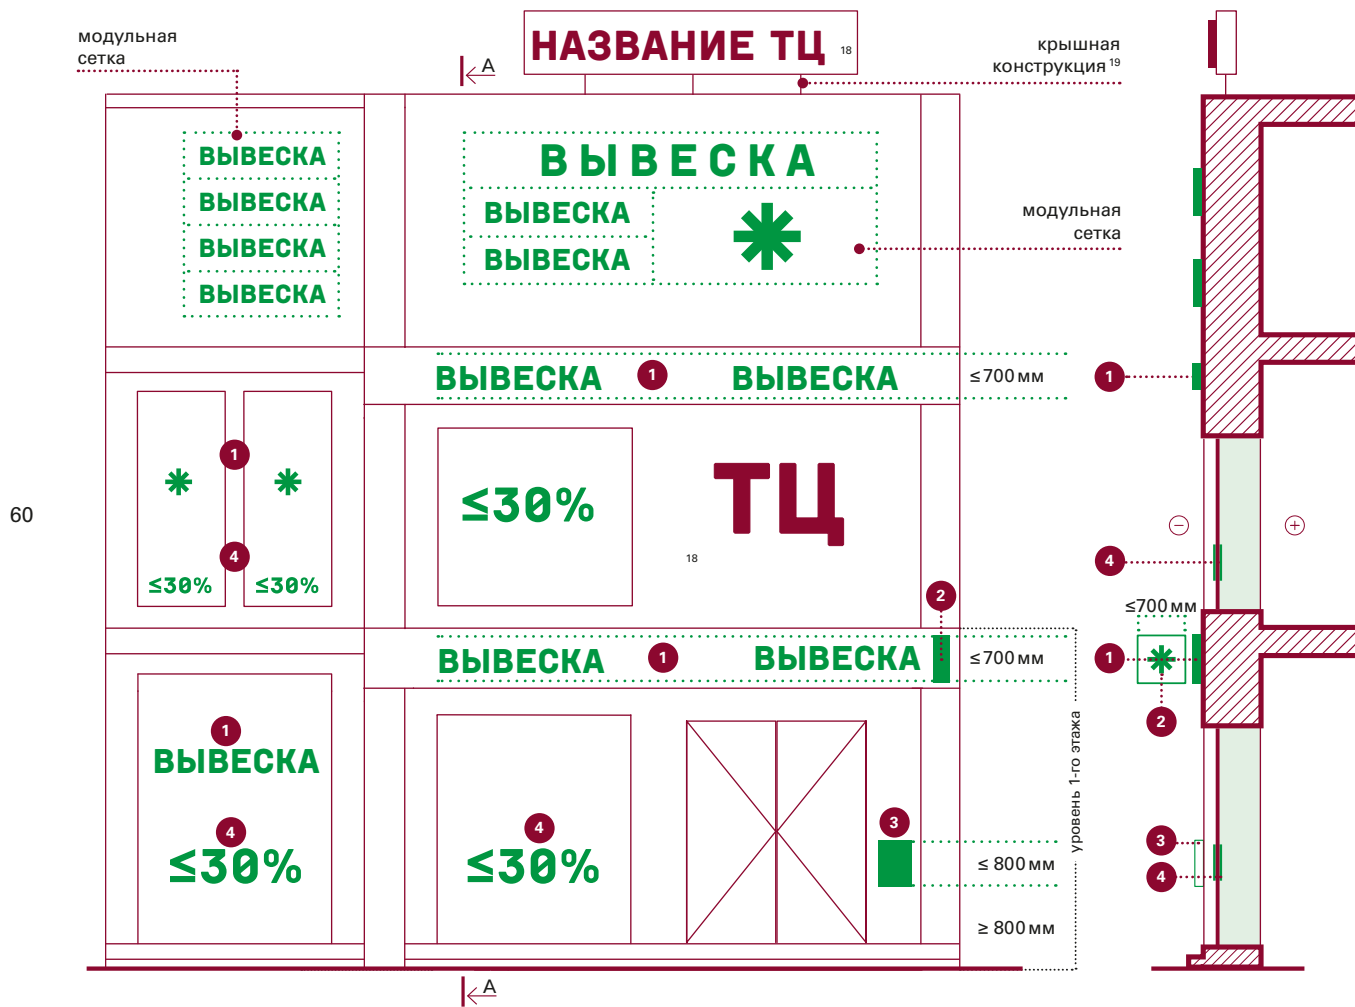 модульная
сетка
A
НАЗВАНИЕ ТЦ 18
крышная
конструкция 19
ВЫВЕСКА
ВЫВЕСКА
ВЫВЕСКА
ВЫВЕСКА
ВЫВЕСКА
ВЫВЕСКА
ВЫВЕСКА
модульная
сетка
ВЫВЕСКА 1 ВЫВЕСКА ≤700 мм 1
1
4
≤30% ≤30%
≤30%
ТЦ
18
60
− +
4
2
≤700 мм
ВЫВЕСКА 1 ВЫВЕСКА ≤700 мм 1
2
1
ВЫВЕСКА
4
≤30%
4
≤30%
3
≤ 800 мм
≥ 800 мм
уровень 1-го этажа
3
4
A